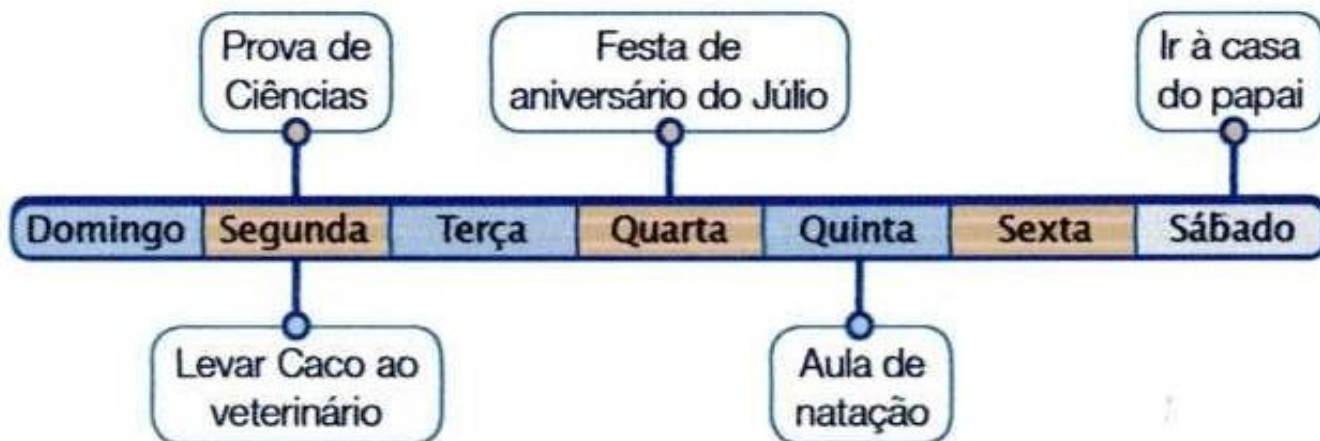 Prova de
Ciências
Festa de
aniversário do Júlio
Ir à casa
do papai
Domingo Segunda Terça Quarta Quinta Sexta Sábado
Levar Caco ao
veterinário
Aula de
natação